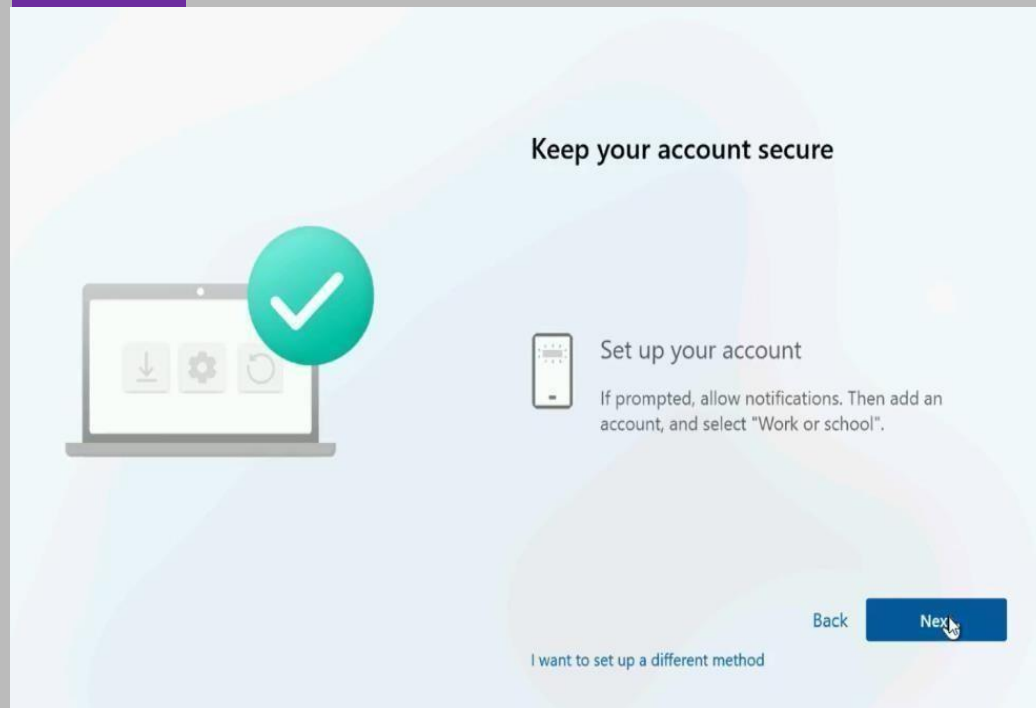 Keep your account secure
Set up your account
If prompted, allow notifications. Then add an
account, and select "Work or school".
Back
Next
I want to set up a different method